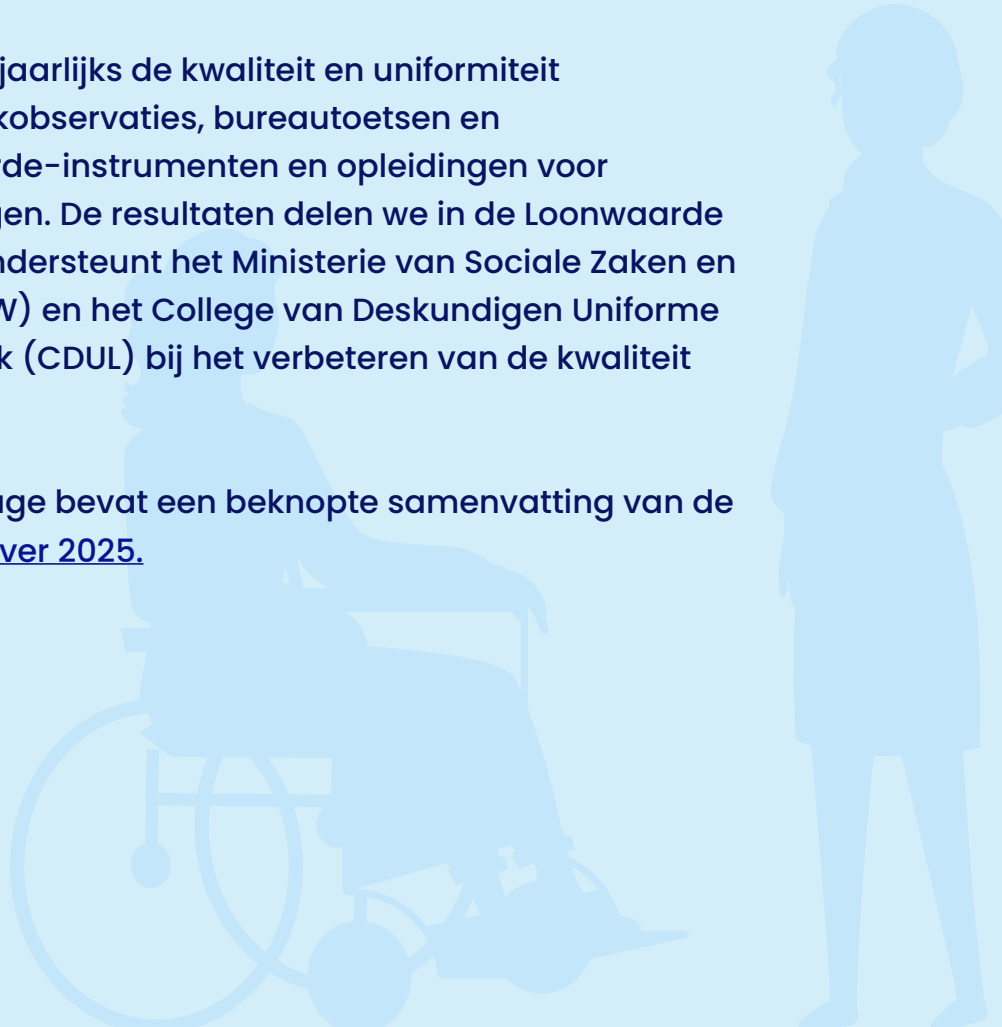 jaarlijks de kwaliteit en uniformiteit
kobservaties, bureautoetsen en
rde-instrumenten en opleidingen voor
gen. De resultaten delen we in de Loonwaarde
ndersteunt het Ministerie van Sociale Zaken en
W) en het College van Deskundigen Uniforme
k (CDUL) bij het verbeteren van de kwaliteit
age bevat een beknopte samenvatting van de
ver 2025.